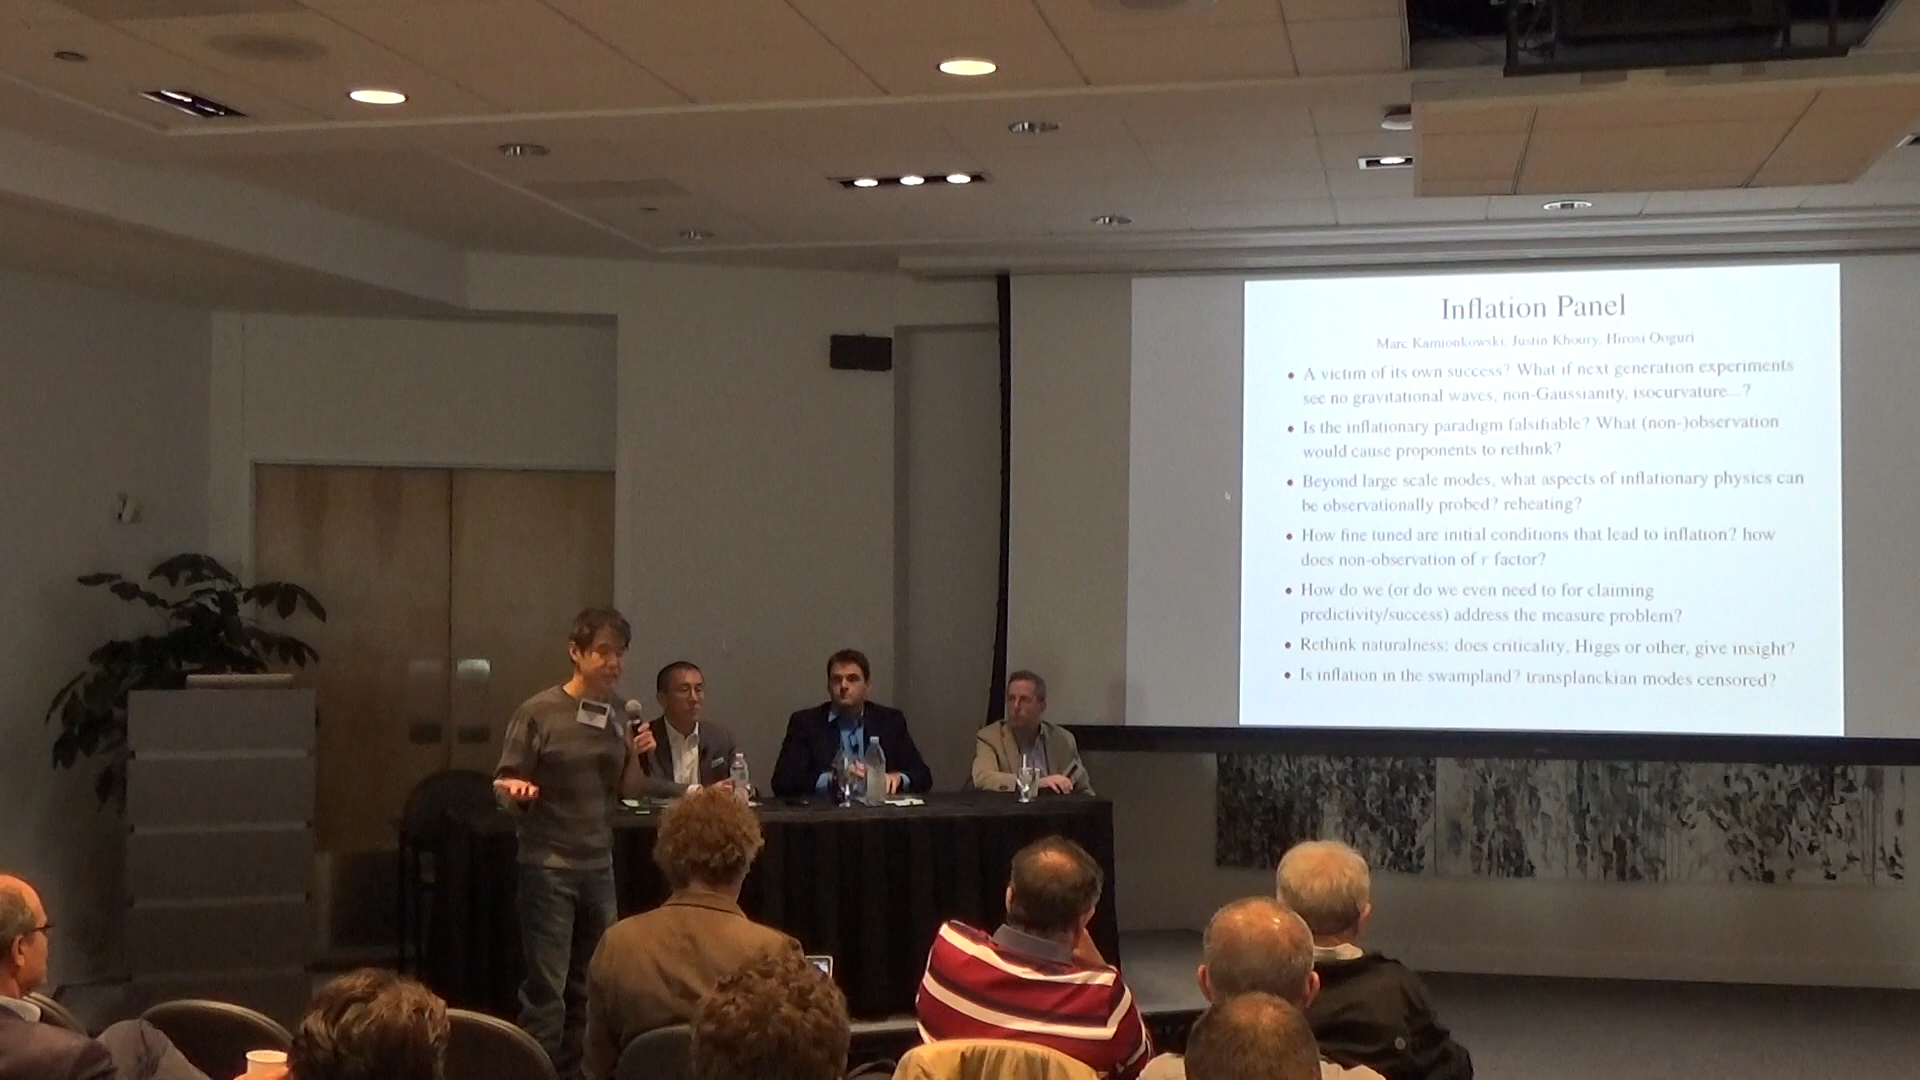 Inflation Panel
Marc Kamionkowski, Justin Khoury, Hirosi Ooguri
• A victim of its own success? What if next generation experiments
see no gravitational waves, non-Gaussianity, isocurvature...?
• Is the inflationary paradigm falsifiable? What (non-)observation
would cause proponents to rethink?
• Beyond large scale modes, what aspects of inflationary physics can
be observationally probed? reheating?
• How fine tuned are initial conditions that lead to inflation? how
does non-observation of r factor?
• How do we (or do we even need to for claiming
predictivity/success) address the measure problem?
• Rethink naturalness: does criticality, Higgs or other, give insight?
• Is inflation in the swampland? transplanckian modes censored?